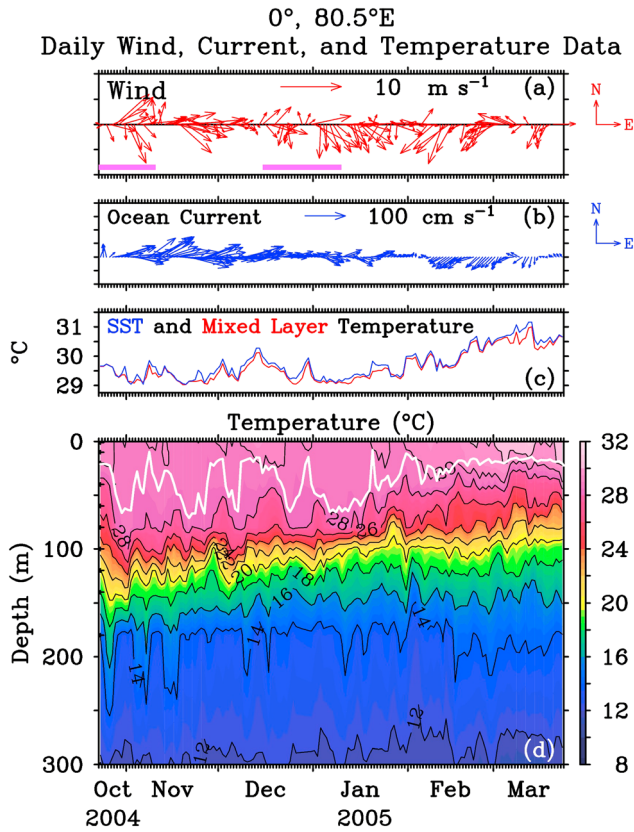 0°, 80.5°E
Daily Wind, Current, and Temperature Data
Wind 10 m s⁻¹ (a)
N
E
Ocean Current 100 cm s⁻¹ (b)
N
E
SST and Mixed Layer Temperature
°C
31
30
29
(c)
Temperature (°C)
Depth (m)
0
100
200
300
28
28
26
24
22
20
18
16
14
14
14
12
12
(d)
32
28
24
20
16
12
8
Oct Nov Dec Jan Feb Mar
2004 2005